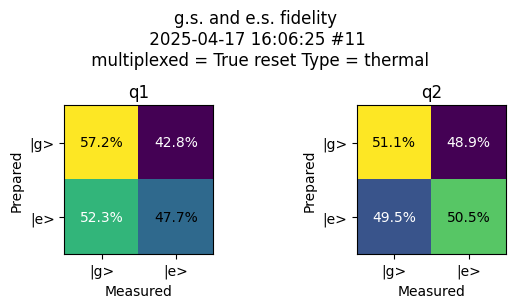 g.s. and e.s. fidelity
2025-04-17 16:06:25 #11
multiplexed = True reset Type = thermal
q1
q2
Prepared
|g>
57.2%
42.8%
|e>
52.3%
47.7%
|g>
|e>
Measured
Prepared
|g>
51.1%
48.9%
|e>
49.5%
50.5%
|g>
|e>
Measured